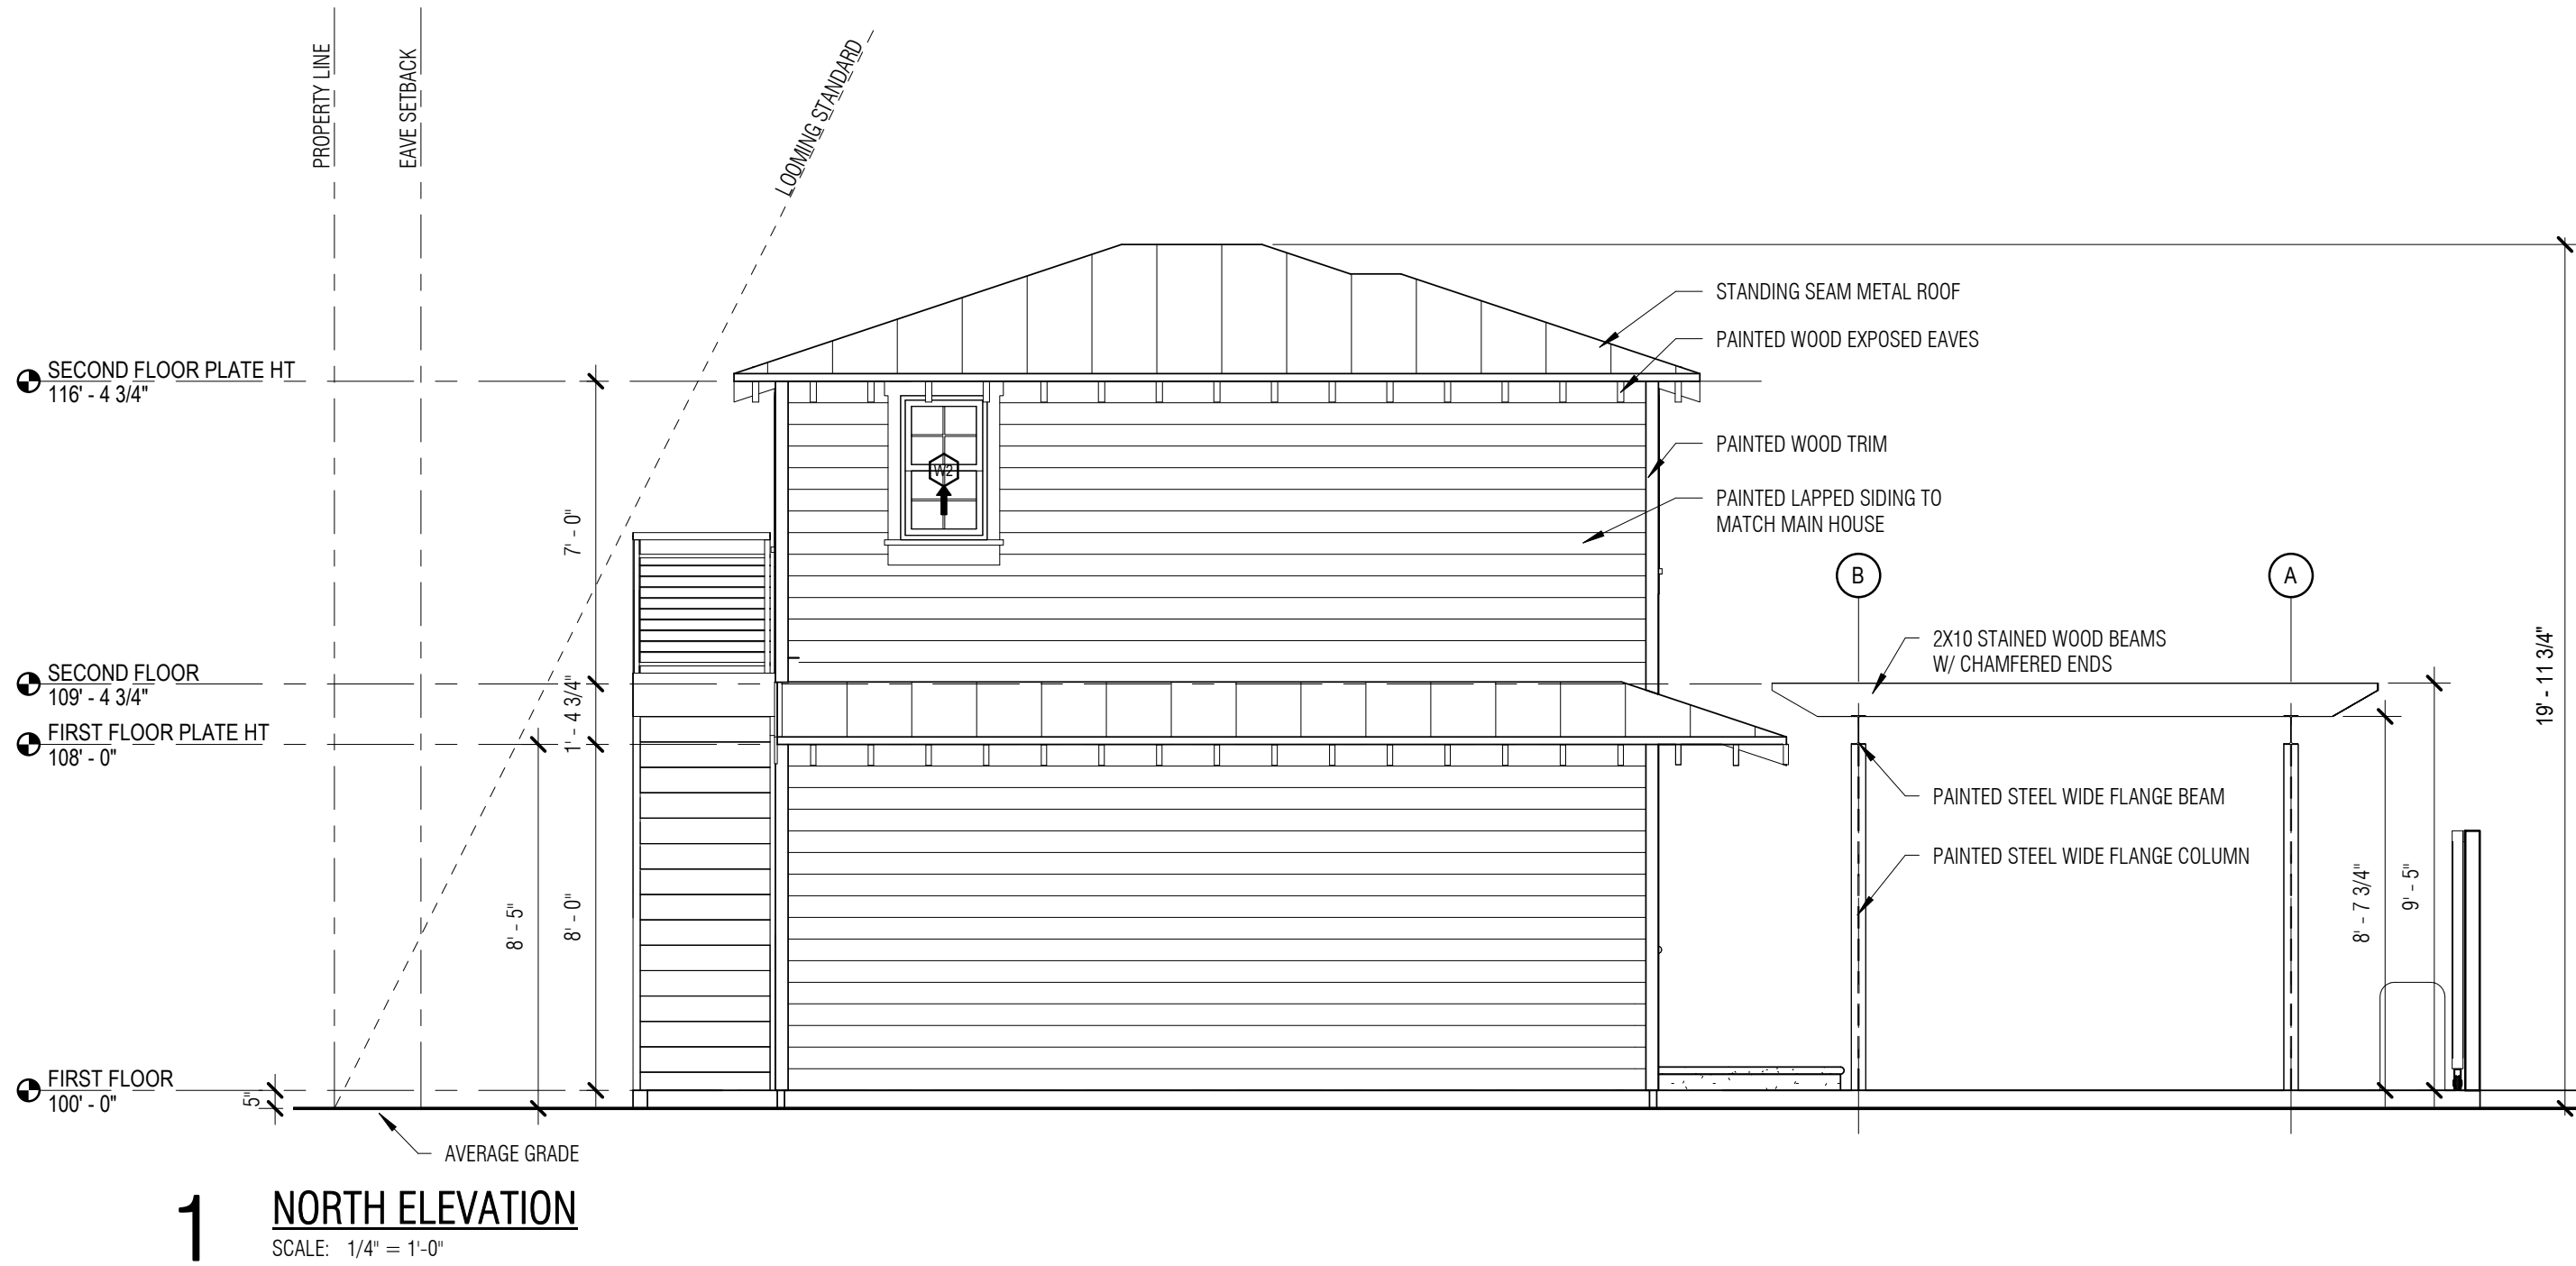 PROPERTY LINE
EAVE SETBACK
LOOMING STANDARD
STANDING SEAM METAL ROOF
PAINTED WOOD EXPOSED EAVES
SECOND FLOOR PLATE HT
116' - 4 3/4"
PAINTED WOOD TRIM
W2
PAINTED LAPPED SIDING TO
MATCH MAIN HOUSE
7' - 0"
B
A
2X10 STAINED WOOD BEAMS
W/ CHAMFERED ENDS
19' - 11 3/4"
SECOND FLOOR
109' - 4 3/4"
1' - 4 3/4"
FIRST FLOOR PLATE HT
108' - 0"
PAINTED STEEL WIDE FLANGE BEAM
PAINTED STEEL WIDE FLANGE COLUMN
8' - 5"
8' - 0"
8' - 7 3/4"
9' - 5"
FIRST FLOOR
100' - 0"
5"
AVERAGE GRADE
1
NORTH ELEVATION
SCALE: 1/4" = 1'-0"